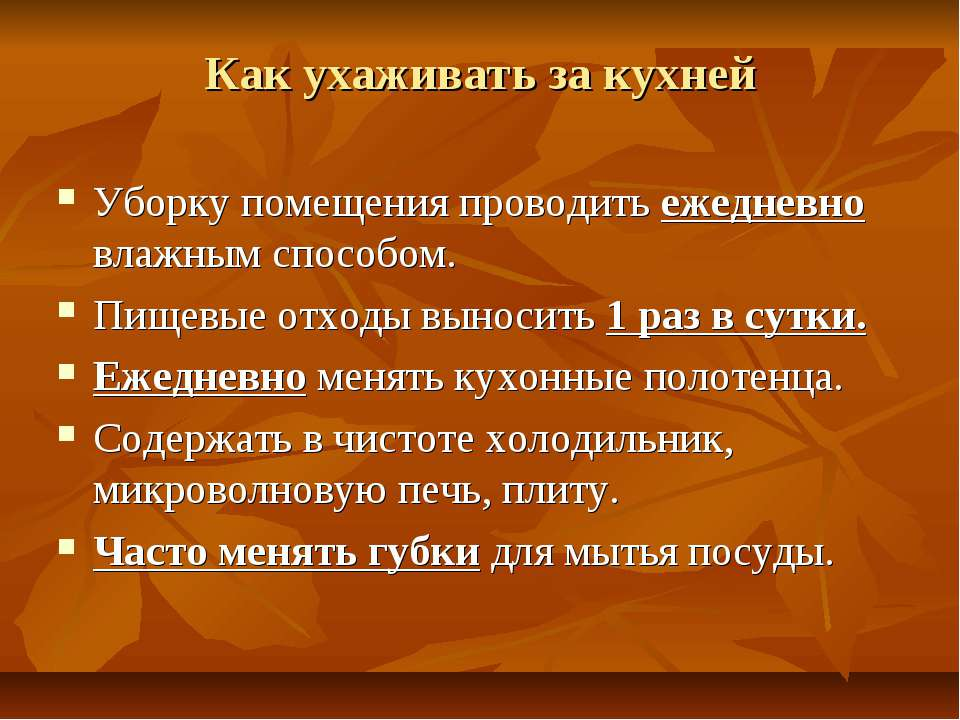 Как ухаживать за кухней
Уборку помещения проводить ежедневно
влажным способом.
Пищевые отходы выносить 1 раз в сутки.
Ежедневно менять кухонные полотенца.
Содержать в чистоте холодильник,
микроволновую печь, плиту.
Часто менять губки для мытья посуды.